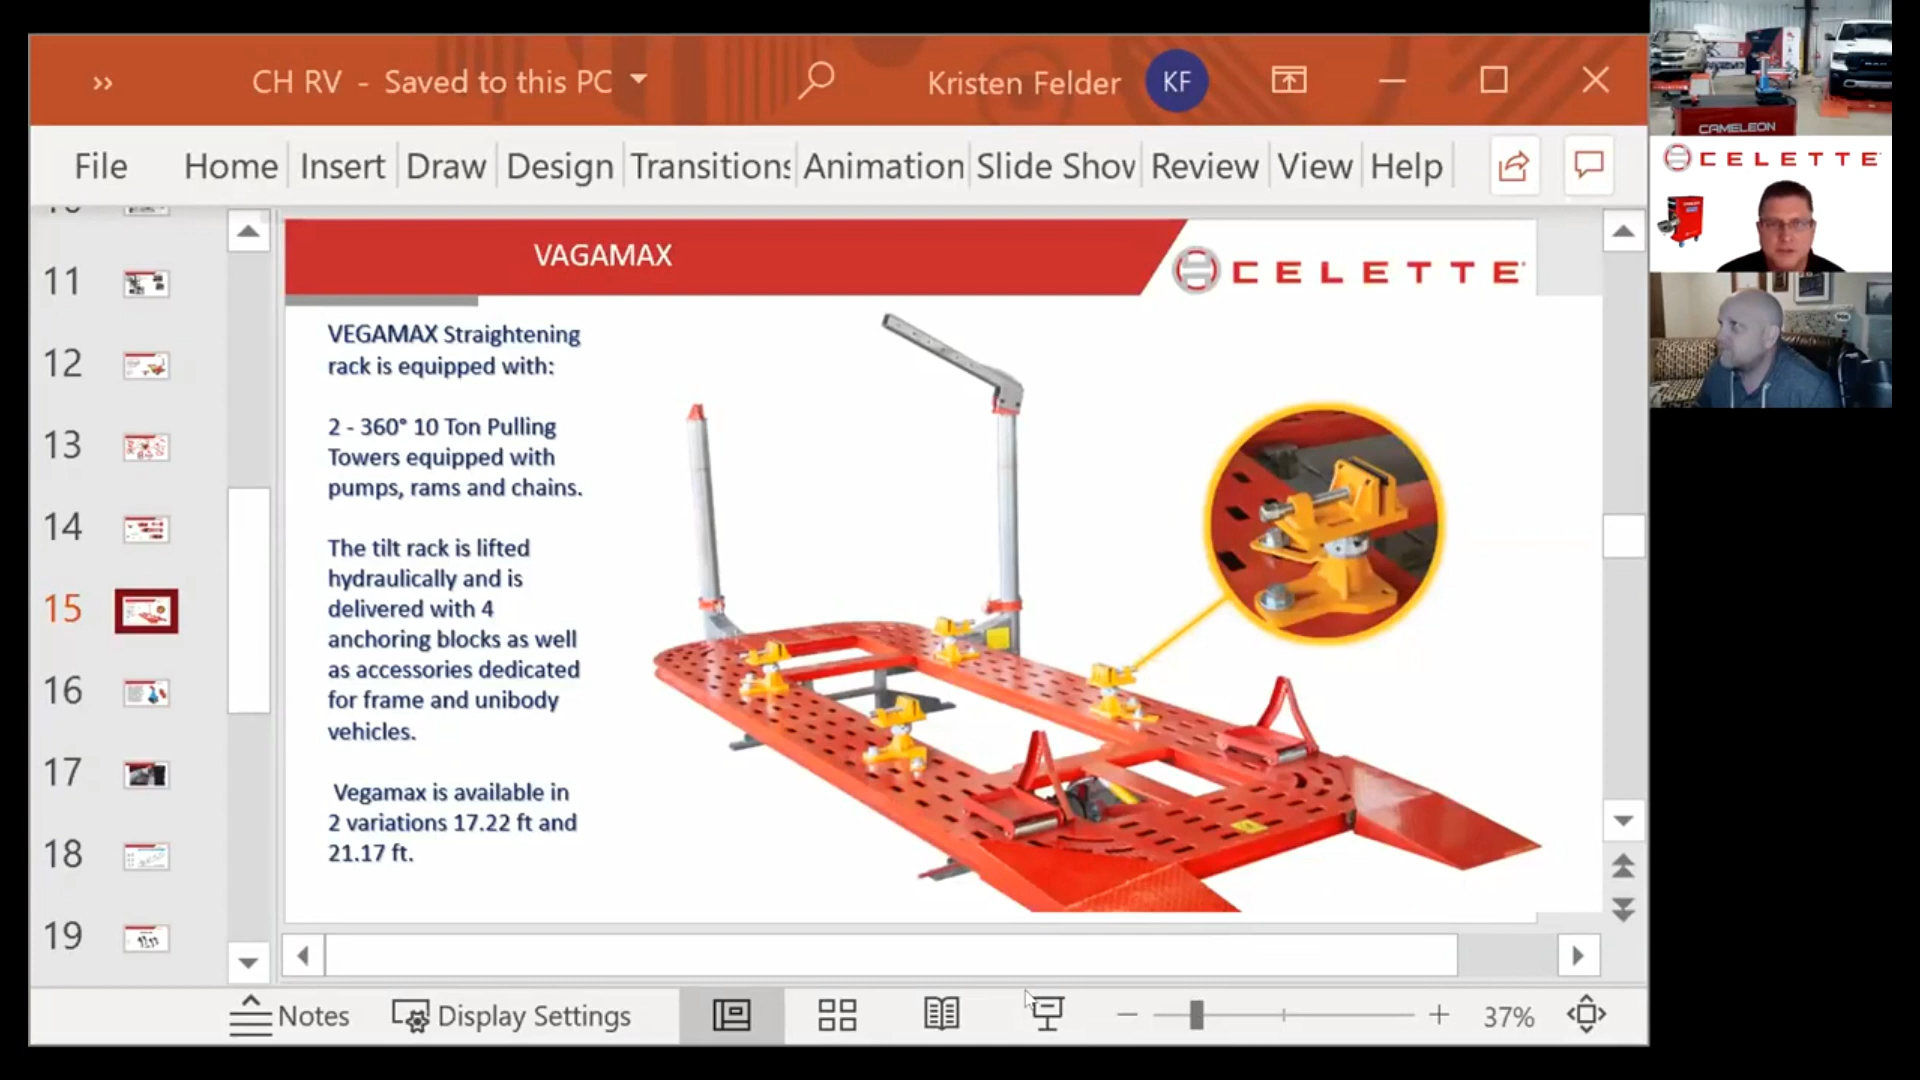 CH RV - Saved to this PC
Kristen Felder
KF
File
Home
Insert
Draw
Design
Transitions
Animation
Slide Shov
Review
View
Help
11
12
13
14
15
16
17
18
19
VAGAMAX
CELETTE
VEGAMAX Straightening
rack is equipped with:
2 - 360° 10 Ton Pulling
Towers equipped with
pumps, rams and chains.
The tilt rack is lifted
hydraulically and is
delivered with 4
anchoring blocks as well
as accessories dedicated
for frame and unibody
vehicles.
Vegamax is available in
2 variations 17.22 ft and
21.17 ft.
Notes
Display Settings
37%
CAMELEON
CELETTE